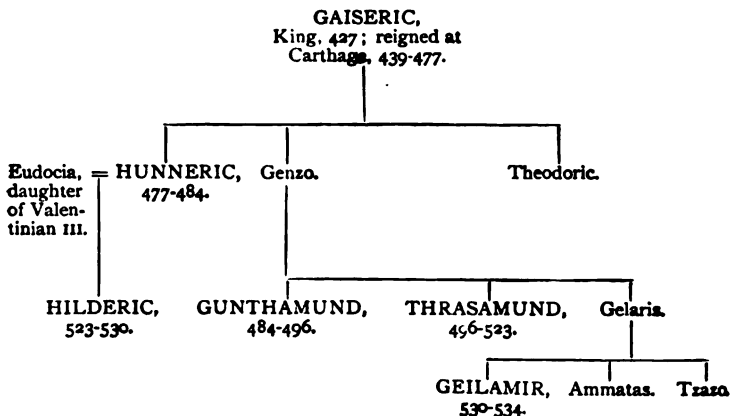 GAISERIC,
King, 427; reigned at
Carthage, 439-477.
Eudocia, = HUNNERIC, Genzo. Theodoric.
daughter 477-484.
of Valen-
tinian III.
HILDERIC, GUNTHAMUND, THRASAMUND, Gelaris.
523-530. 484-496. 496-523.
GEILAMIR, Ammatas. Tzazo.
530-534.